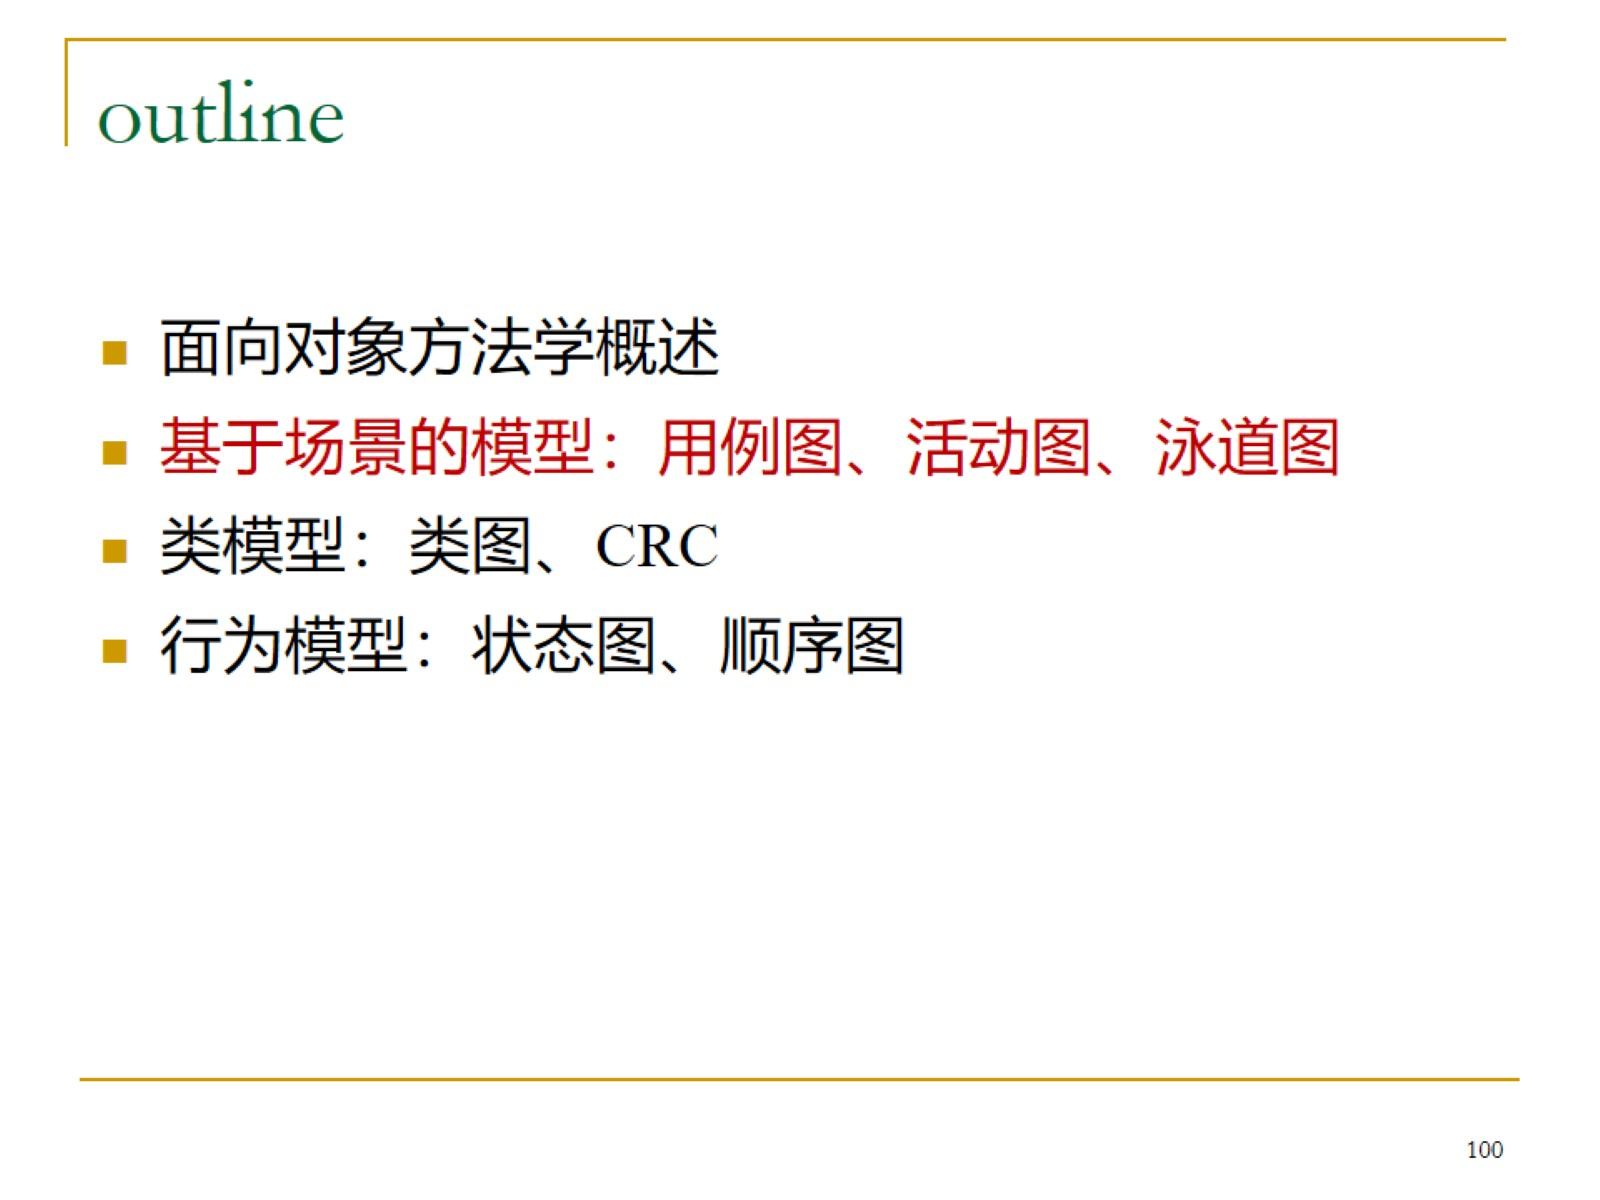 outline
面向对象方法学概述
基于场景的模型：用例图、活动图、泳道图
类模型：类图、CRC
行为模型：状态图、顺序图
100